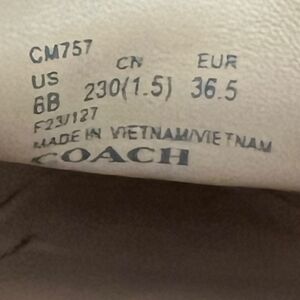 CM757
US CN EUR
6B 230(1.5) 36.5
F23/127
MADE IN VIETNAM/VIETNAM
COACH